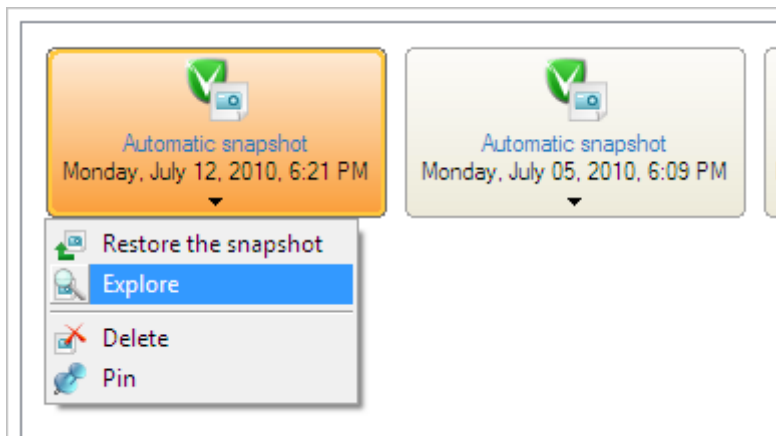 Automatic snapshot
Monday, July 12, 2010, 6:21 PM
Automatic snapshot
Monday, July 05, 2010, 6:09 PM
Restore the snapshot
Explore
Delete
Pin